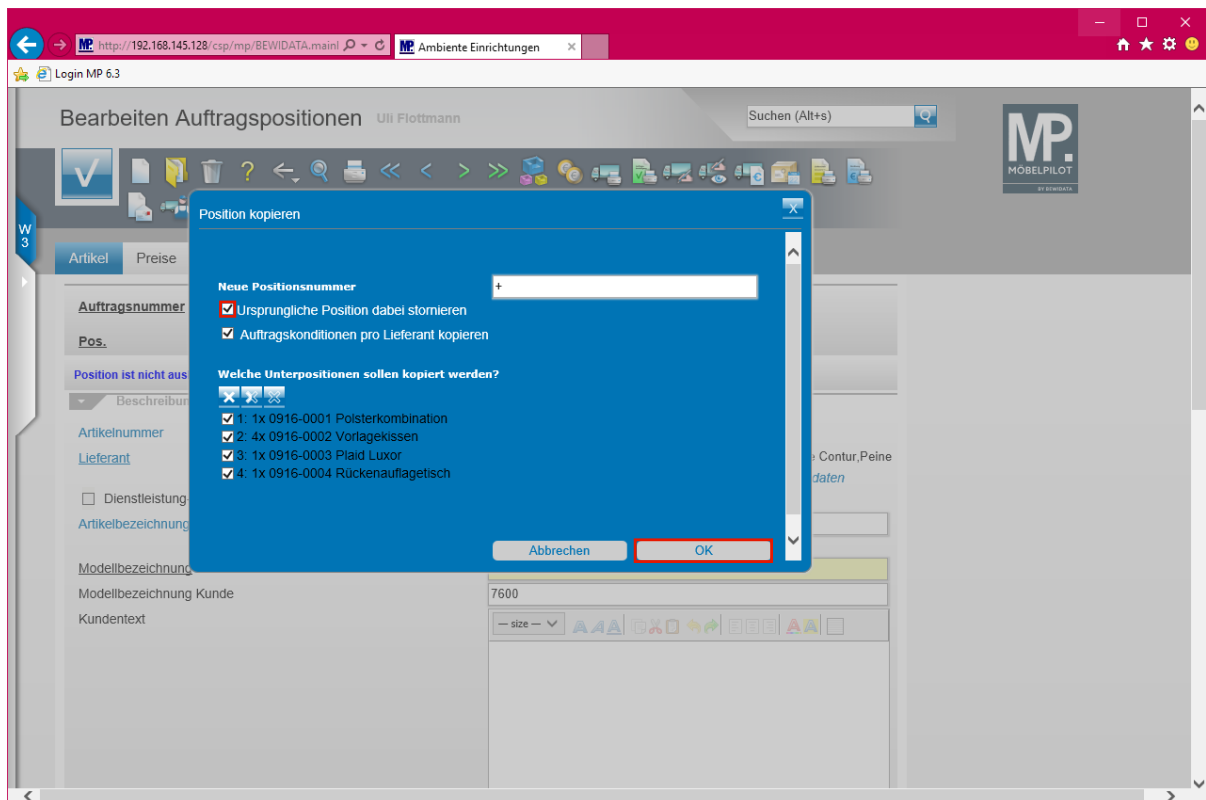 http://192.168.145.128/csp/mp/BEWIDATA.mainl
MP. Ambiente Einrichtungen
Login MP 6.3
Bearbeiten Auftragspositionen Uli Flottmann
Suchen (Alt+s)
MP.
MÖBELPILOT
BY BEWIDATA
W
3
Position kopieren
X
Artikel Preise
Neue Positionsnummer +
Auftragsnummer
Ursprungliche Position dabei stornieren
Auftragskonditionen pro Lieferant kopieren
Pos.
Position ist nicht aus
Welche Unterpositionen sollen kopiert werden?
Beschreibun
1: 1x 0916-0001 Polsterkombination
2: 4x 0916-0002 Vorlagekissen
3: 1x 0916-0003 Plaid Luxor
4: 1x 0916-0004 Rückenauflagetisch
Artikelnummer
Lieferant
Contur,Peine
daten
Dienstleistung
Artikelbezeichnung
Abbrechen OK
Modellbezeichnung
Modellbezeichnung Kunde 7600
Kundentext
— size —